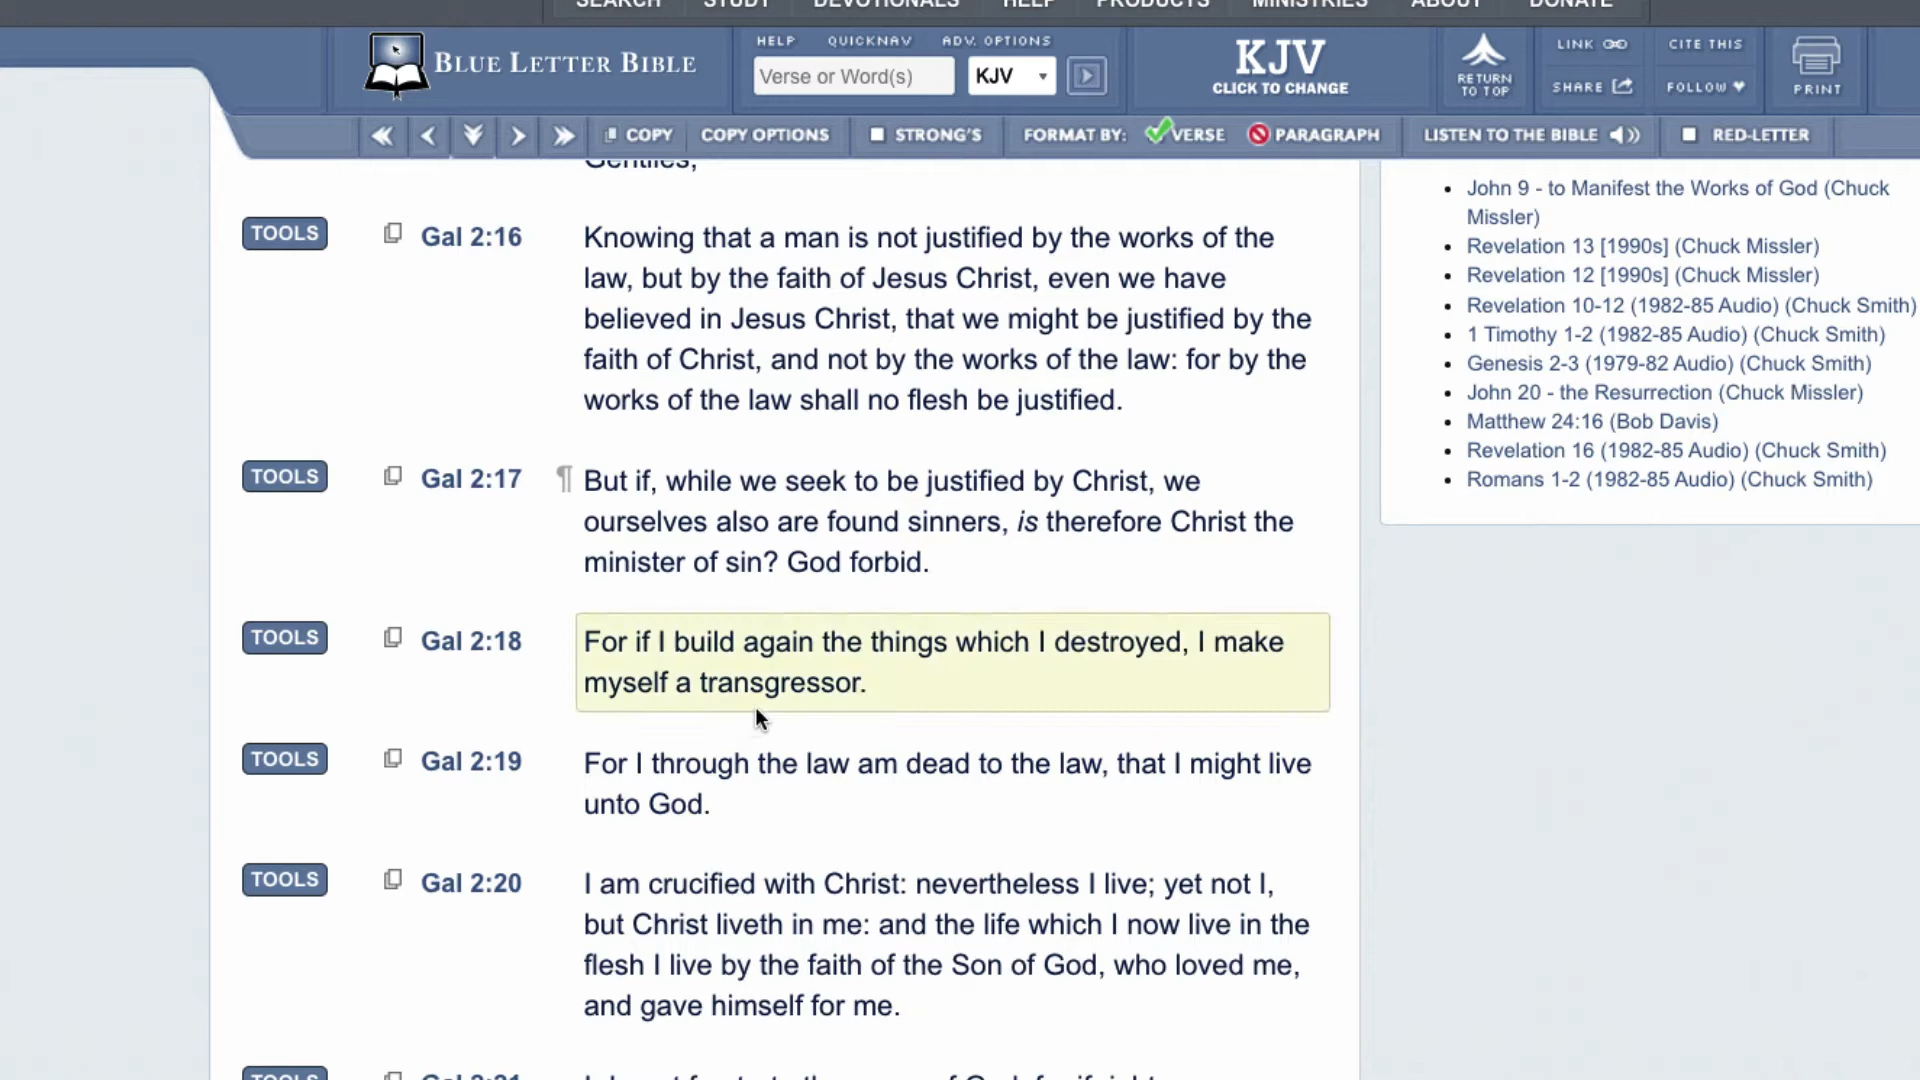 SEARCH STUDY DEVOTIONALS HELP PRODUCTS MINISTRIES ABOUT DONATE
BLUE LETTER BIBLE
HELP QUICKNAV ADV. OPTIONS
Verse or Word(s) KJV
KJV
CLICK TO CHANGE
RETURN
TO TOP
LINK
SHARE
CITE THIS
FOLLOW
PRINT
COPY COPY OPTIONS STRONG'S FORMAT BY: VERSE PARAGRAPH LISTEN TO THE BIBLE RED-LETTER
Gentiles,
TOOLS Gal 2:16 Knowing that a man is not justified by the works of the
law, but by the faith of Jesus Christ, even we have
believed in Jesus Christ, that we might be justified by the
faith of Christ, and not by the works of the law: for by the
works of the law shall no flesh be justified.
TOOLS Gal 2:17 ¶ But if, while we seek to be justified by Christ, we
ourselves also are found sinners, is therefore Christ the
minister of sin? God forbid.
TOOLS Gal 2:18 For if I build again the things which I destroyed, I make
myself a transgressor.
TOOLS Gal 2:19 For I through the law am dead to the law, that I might live
unto God.
TOOLS Gal 2:20 I am crucified with Christ: nevertheless I live; yet not I,
but Christ liveth in me: and the life which I now live in the
flesh I live by the faith of the Son of God, who loved me,
and gave himself for me.
TOOLS Gal 2:21
John 9 - to Manifest the Works of God (Chuck
Missler)
Revelation 13 [1990s] (Chuck Missler)
Revelation 12 [1990s] (Chuck Missler)
Revelation 10-12 (1982-85 Audio) (Chuck Smith)
1 Timothy 1-2 (1982-85 Audio) (Chuck Smith)
Genesis 2-3 (1979-82 Audio) (Chuck Smith)
John 20 - the Resurrection (Chuck Missler)
Matthew 24:16 (Bob Davis)
Revelation 16 (1982-85 Audio) (Chuck Smith)
Romans 1-2 (1982-85 Audio) (Chuck Smith)